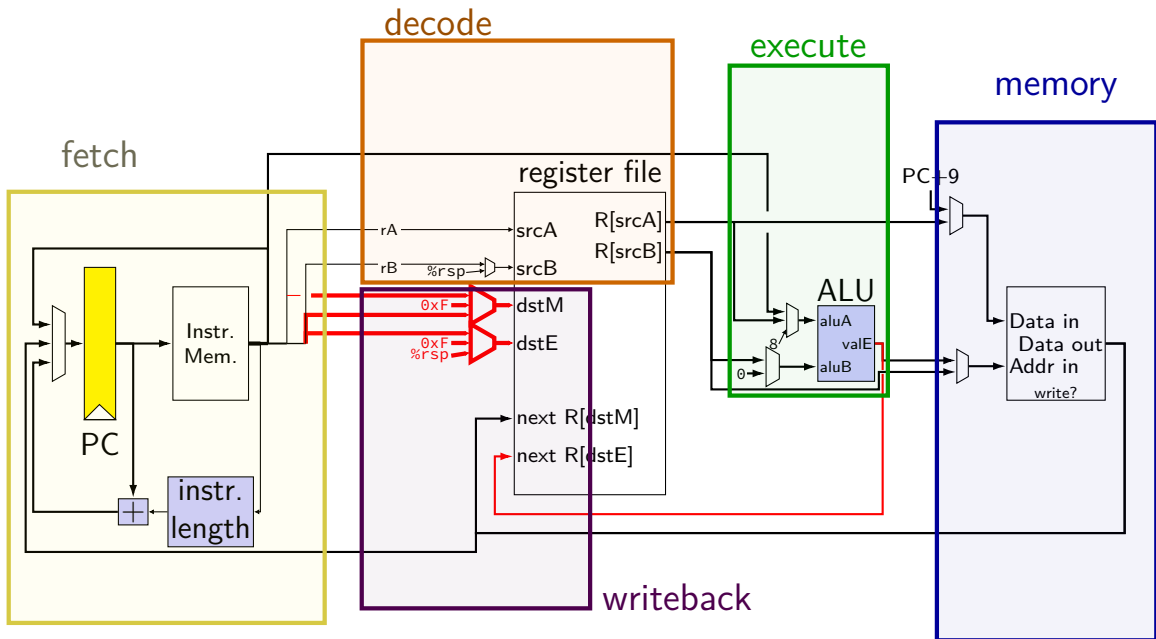 decode
execute
memory
fetch
PC+9
register file
R[srcA]
rA
srcA
R[srcB]
rB
%rsp
srcB
ALU
0xF
dstM
Instr.
Mem.
aluA
Data in
0xF
dstE
8
valE
Data out
%rsp
aluB
Addr in
0
write?
PC
next R[dstM]
next R[dstE]
instr.
length
+
writeback